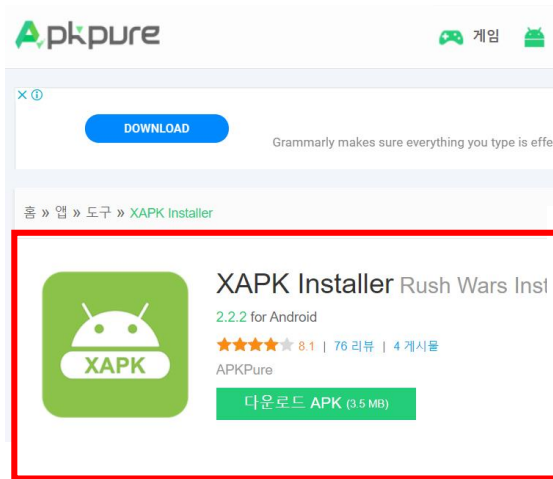 Apkpure
게임
DOWNLOAD
Grammarly makes sure everything you type is effe
홈 » 앱 » 도구 » XAPK Installer
XAPK Installer Rush Wars Inst
2.2.2 for Android
8.1 | 76 리뷰 | 4 게시물
APKPure
XAPK
다운로드 APK (3.5 MB)